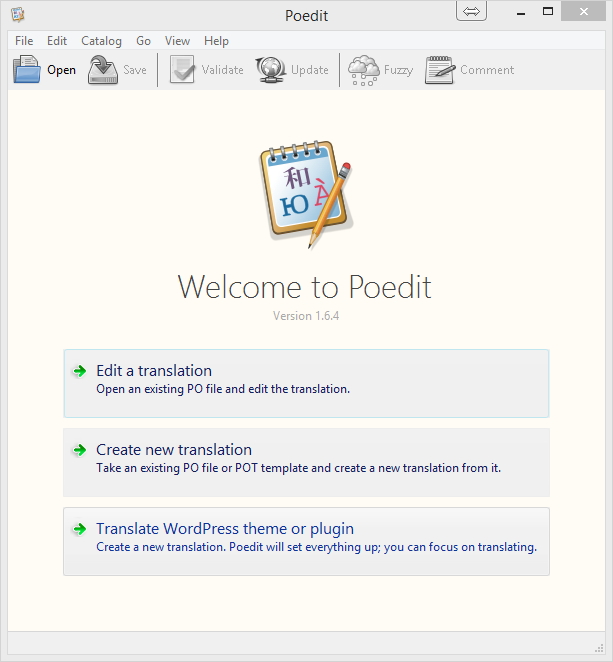 Poedit
File Edit Catalog Go View Help
Open Save Validate Update Fuzzy Comment
和
Ю À
Welcome to Poedit
Version 1.6.4
Edit a translation
Open an existing PO file and edit the translation.
Create new translation
Take an existing PO file or POT template and create a new translation from it.
Translate WordPress theme or plugin
Create a new translation. Poedit will set everything up; you can focus on translating.